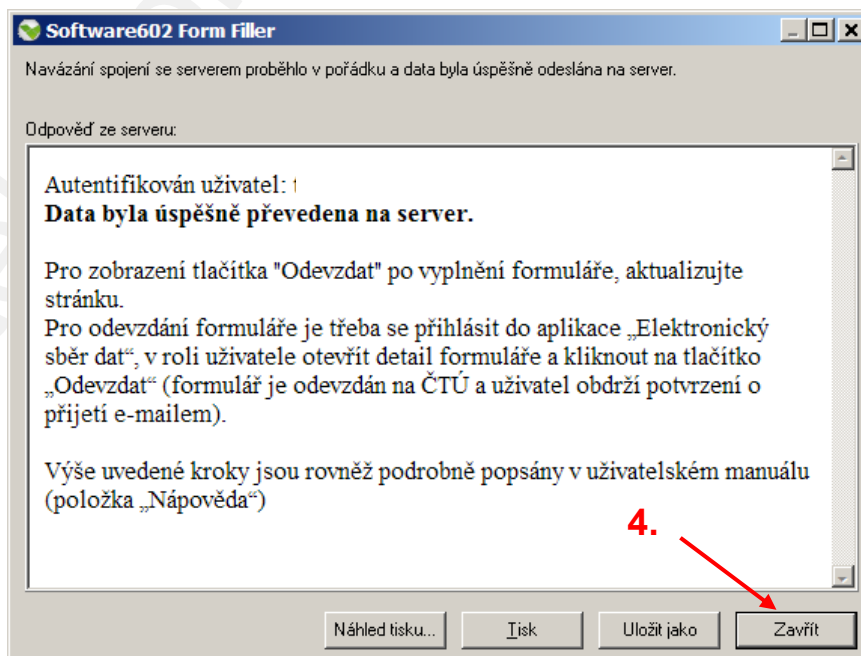 Software602 Form Filler
Navázání spojení se serverem proběhlo v pořádku a data byla úspěšně odeslána na server.
Odpověď ze serveru:
Autentifikován uživatel:
Data byla úspěšně převedena na server.
Pro zobrazení tlačítka "Odevzdat" po vyplnění formuláře, aktualizujte
stránku.
Pro odevzdání formuláře je třeba se přihlásit do aplikace „Elektronický
sběr dat“, v roli uživatele otevřít detail formuláře a kliknout na tlačítko
„Odevzdat“ (formulář je odevzdán na ČTÚ a uživatel obdrží potvrzení o
přijetí e-mailem).
Výše uvedené kroky jsou rovněž podrobně popsány v uživatelském manuálu
(položka „Nápověda“)
4.
Náhled tisku... Tisk Uložit jako Zavřít